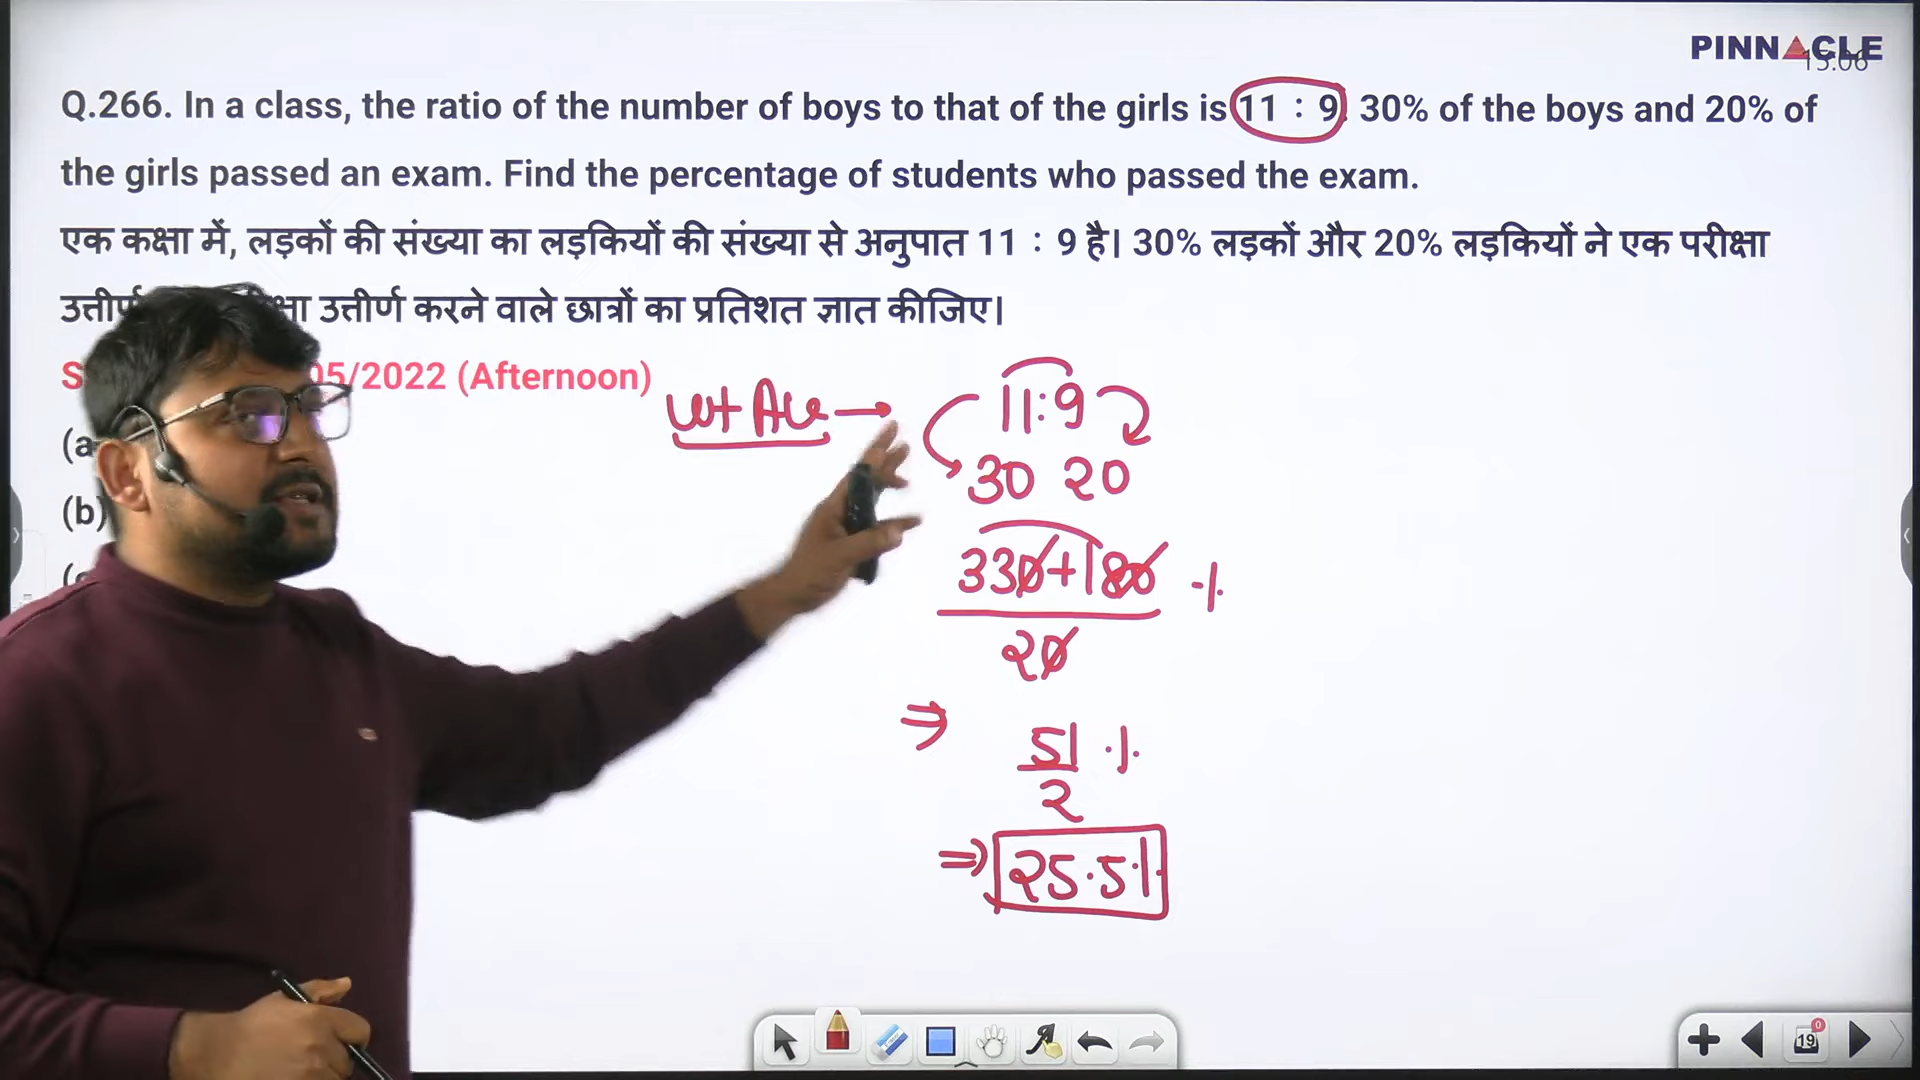 PINNACLE
Q.266. In a class, the ratio of the number of boys to that of the girls is 11 : 9. 30% of the boys and 20% of
the girls passed an exam. Find the percentage of students who passed the exam.
एक कक्षा में, लड़कों की संख्या का लड़कियों की संख्या से अनुपात 11 : 9 है। 30% लड़कों और 20% लड़कियों ने एक परीक्षा
उत्तीर्ण करने वाले छात्रों का प्रतिशत ज्ञात कीजिए।
05/2022 (Afternoon)
wt Av → 11:9
(a
30 20
(b)
330+180 %
20
⇒ 51 %
2
⇒ 25.5%
19
0